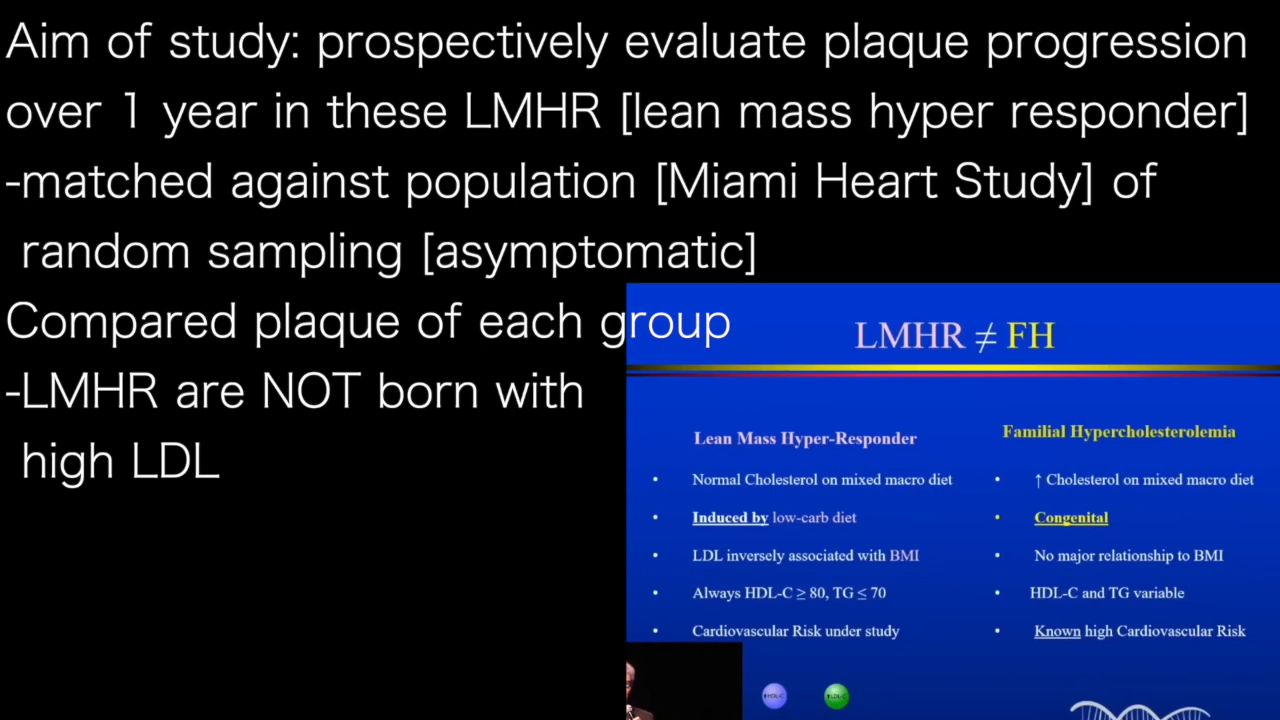 Aim of study: prospectively evaluate plaque progression
over 1 year in these LMHR [lean mass hyper responder]
-matched against population [Miami Heart Study] of
random sampling [asymptomatic]
Compared plaque of each group
-LMHR are NOT born with
high LDL
LMHR ≠ FH
Lean Mass Hyper-Responder
• Normal Cholesterol on mixed macro diet
• Induced by low-carb diet
• LDL inversely associated with BMI
• Always HDL-C ≥ 80, TG ≤ 70
• Cardiovascular Risk under study
Familial Hypercholesterolemia
• ↑ Cholesterol on mixed macro diet
• Congenital
• No major relationship to BMI
• HDL-C and TG variable
• Known high Cardiovascular Risk
↑HDL-C
↑LDL-C